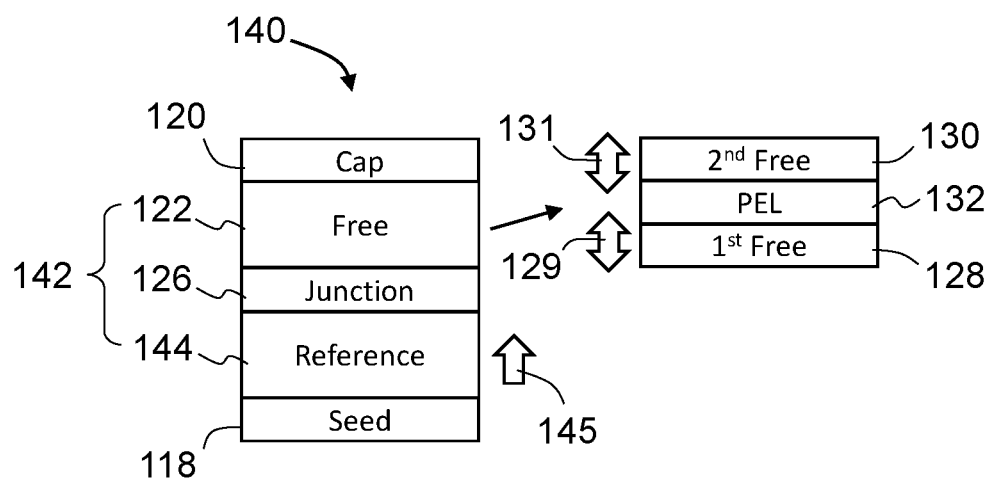 140
120
Cap
131
2nd Free
130
122
Free
PEL
132
142
129
1st Free
128
126
Junction
144
Reference
145
Seed
118